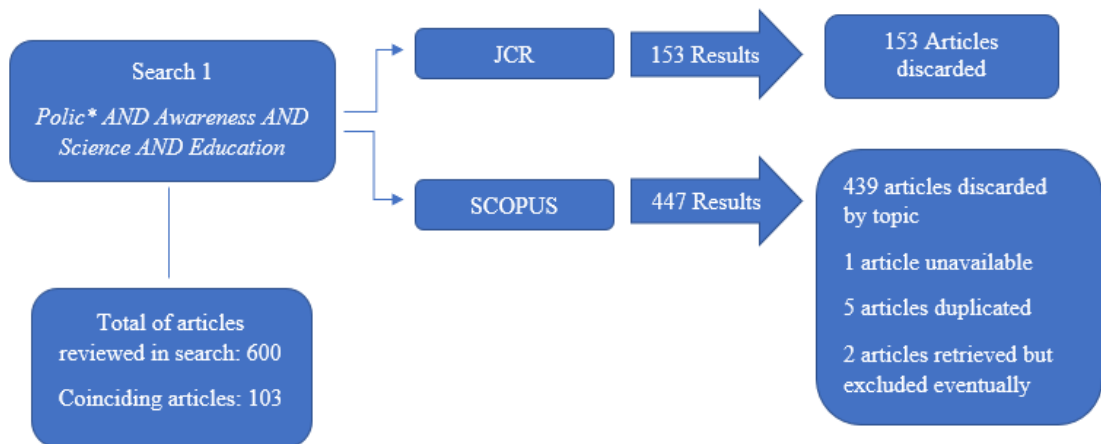 Search 1
Polic* AND Awareness AND
Science AND Education
JCR
153 Results
153 Articles
discarded
SCOPUS
447 Results
439 articles discarded
by topic
1 article unavailable
5 articles duplicated
2 articles retrieved but
excluded eventually
Total of articles
reviewed in search: 600
Coinciding articles: 103